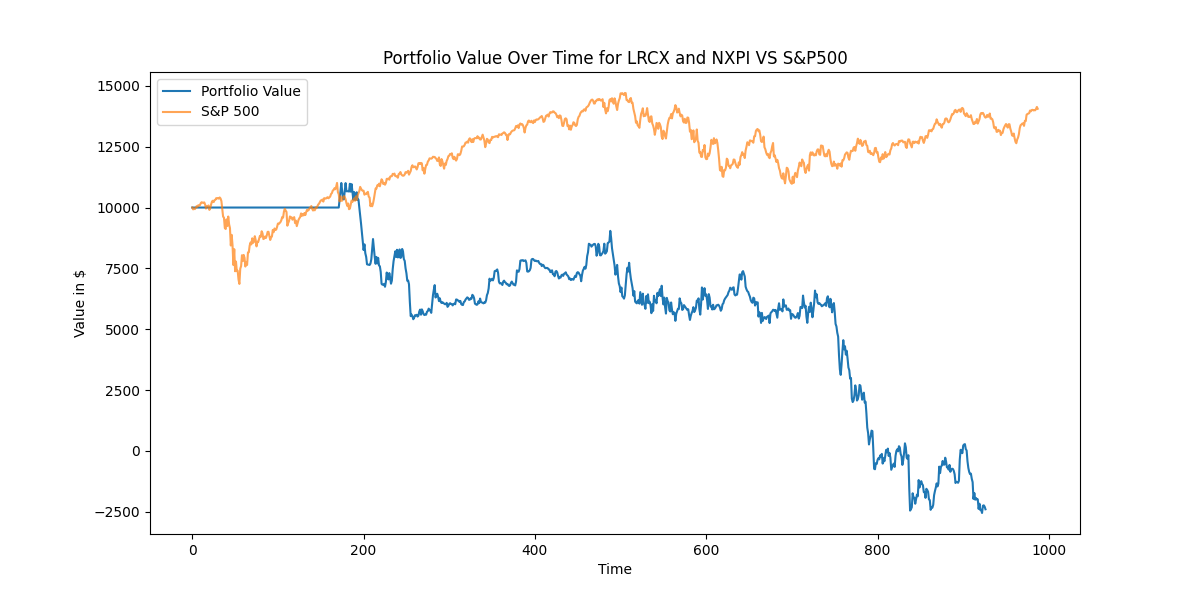 Portfolio Value Over Time for LRCX and NXPI VS S&P500
Portfolio Value
S&P 500
Value in $
15000
12500
10000
7500
5000
2500
0
−2500
0 200 400 600 800 1000
Time